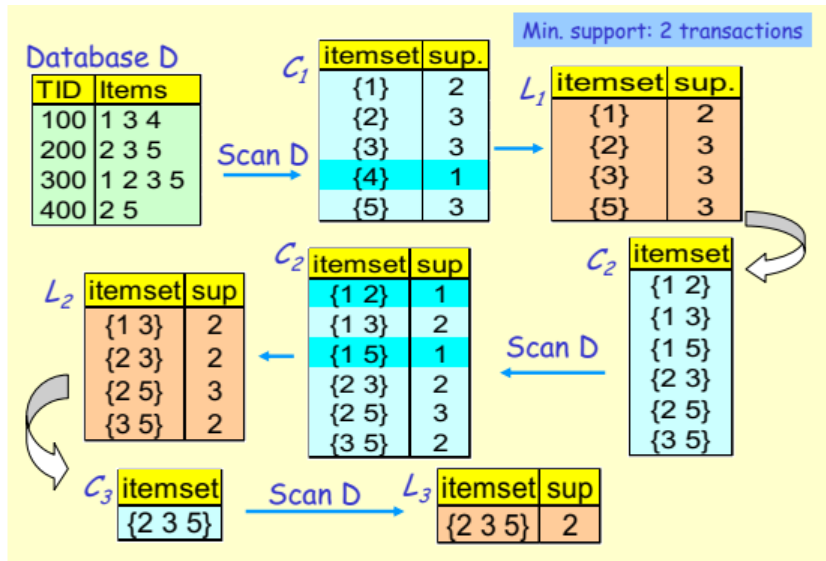 Min. support: 2 transactions
Database D
TID Items
100 1 3 4
200 2 3 5
300 1 2 3 5
400 2 5
Scan D
C1
itemset sup.
{1} 2
{2} 3
{3} 3
{4} 1
{5} 3
L1
itemset sup.
{1} 2
{2} 3
{3} 3
{5} 3
C2
itemset
{1 2}
{1 3}
{1 5}
{2 3}
{2 5}
{3 5}
Scan D
C2
itemset sup
{1 2} 1
{1 3} 2
{1 5} 1
{2 3} 2
{2 5} 3
{3 5} 2
L2
itemset sup
{1 3} 2
{2 3} 2
{2 5} 3
{3 5} 2
C3
itemset
{2 3 5}
Scan D
L3
itemset sup
{2 3 5} 2